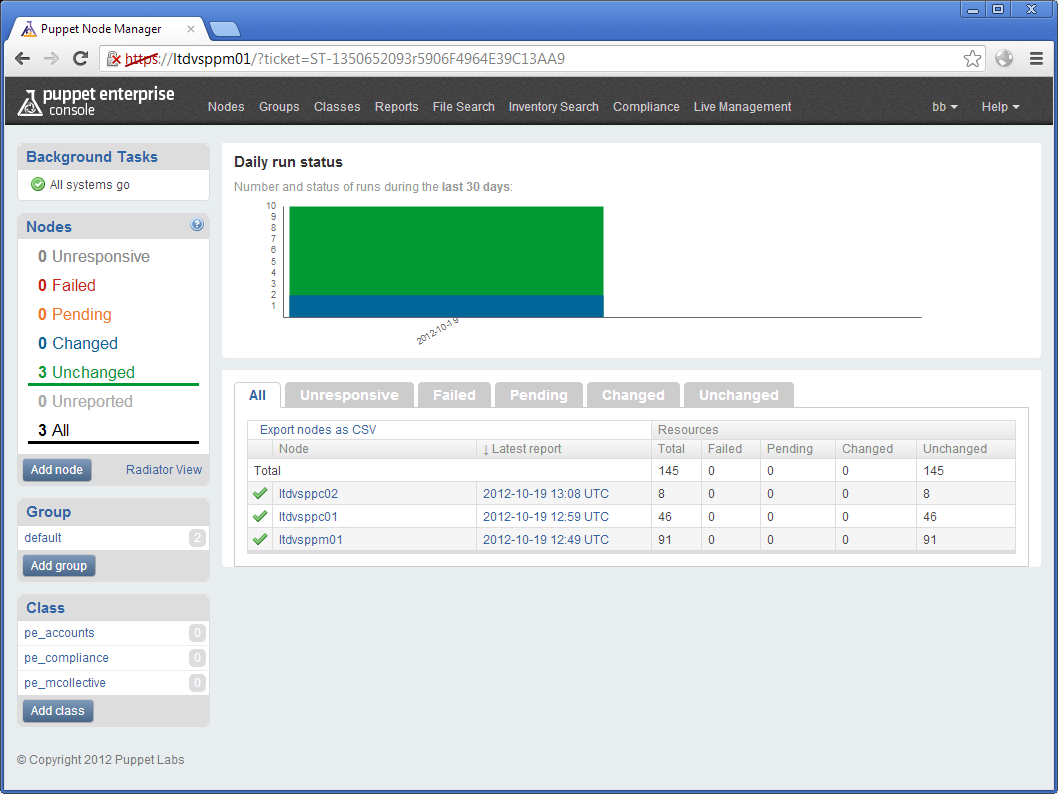 Puppet Node Manager
https://ltdvsppm01/?ticket=ST-1350652093r5906F4964E39C13AA9
puppet enterprise
console
Nodes Groups Classes Reports File Search Inventory Search Compliance Live Management bb Help
Background Tasks
All systems go
Nodes
0 Unresponsive
0 Failed
0 Pending
0 Changed
3 Unchanged
0 Unreported
3 All
Add node Radiator View
Group
default 2
Add group
Class
pe_accounts 0
pe_compliance 0
pe_mcollective 0
Add class
Daily run status
Number and status of runs during the last 30 days:
10
9
8
7
6
5
4
3
2
1
2012-10-19
All Unresponsive Failed Pending Changed Unchanged
Export nodes as CSV Resources
Node ↓ Latest report Total Failed Pending Changed Unchanged
Total 145 0 0 0 145
ltdvsppc02 2012-10-19 13:08 UTC 8 0 0 0 8
ltdvsppc01 2012-10-19 12:59 UTC 46 0 0 0 46
ltdvsppm01 2012-10-19 12:49 UTC 91 0 0 0 91
© Copyright 2012 Puppet Labs